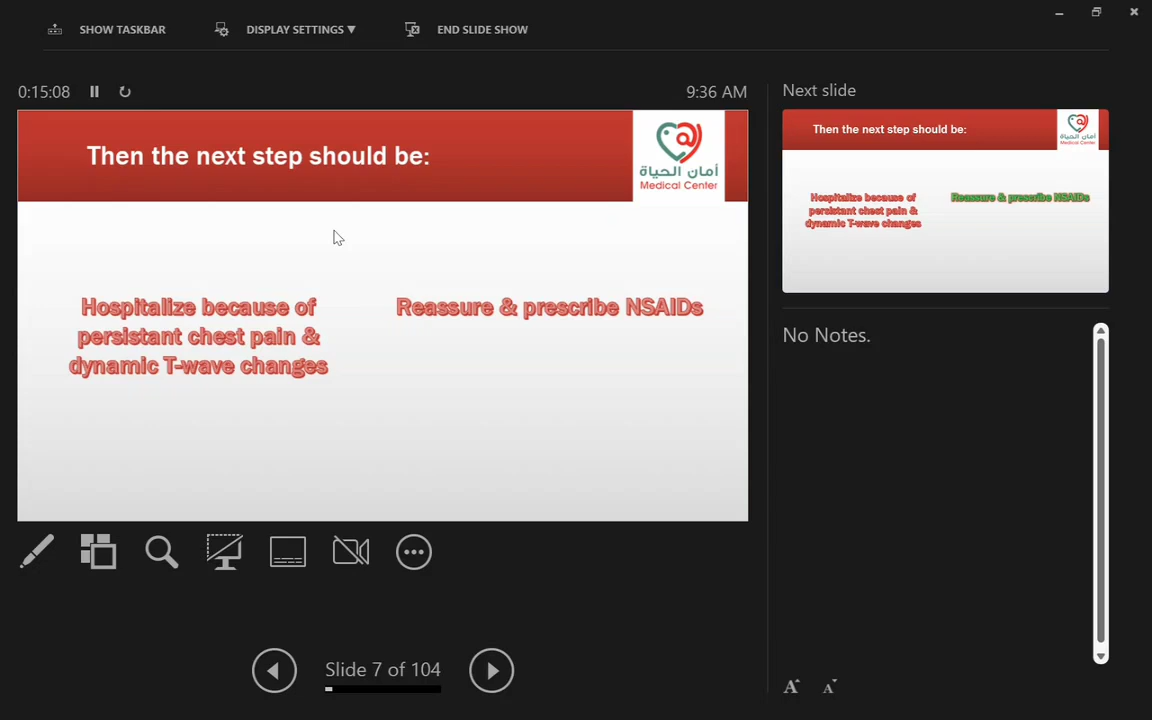 SHOW TASKBAR
DISPLAY SETTINGS ▼
END SLIDE SHOW
0:15:08
9:36 AM
Then the next step should be:
أمان الحياة
Medical Center
Hospitalize because of
persistant chest pain &
dynamic T-wave changes
Reassure & prescribe NSAIDs
Slide 7 of 104
Next slide
Then the next step should be:
أمان الحياة
Medical Center
Hospitalize because of
persistant chest pain &
dynamic T-wave changes
Reassure & prescribe NSAIDs
No Notes.
A A